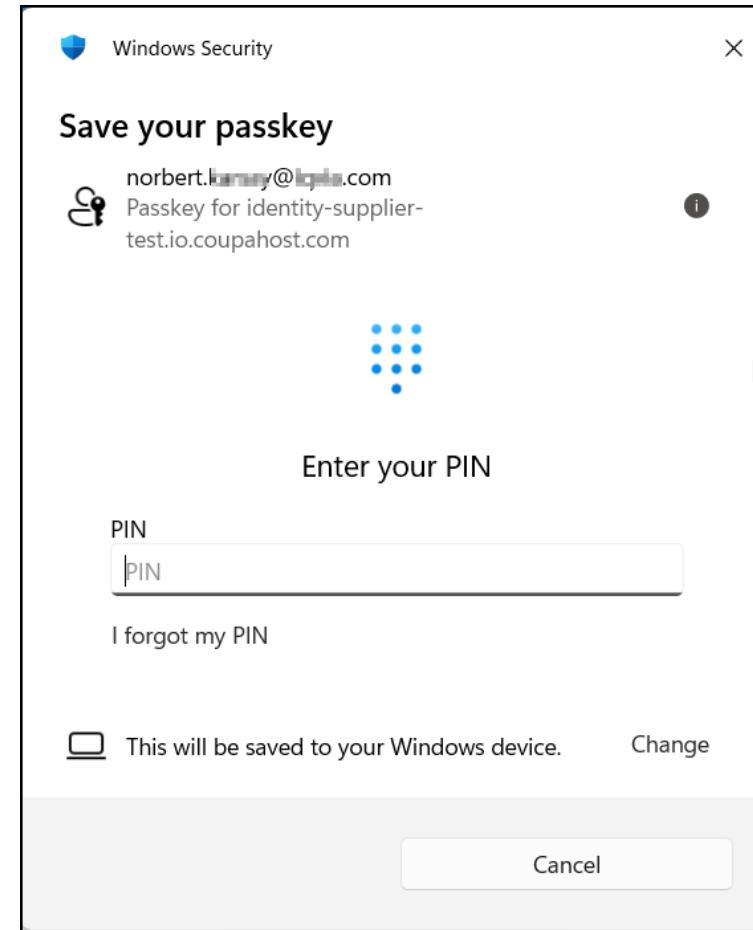 Windows Security
Save your passkey
norbert.@.com
Passkey for identity-supplier-
test.io.coupahost.com
Enter your PIN
PIN
PIN
I forgot my PIN
This will be saved to your Windows device.
Change
Cancel